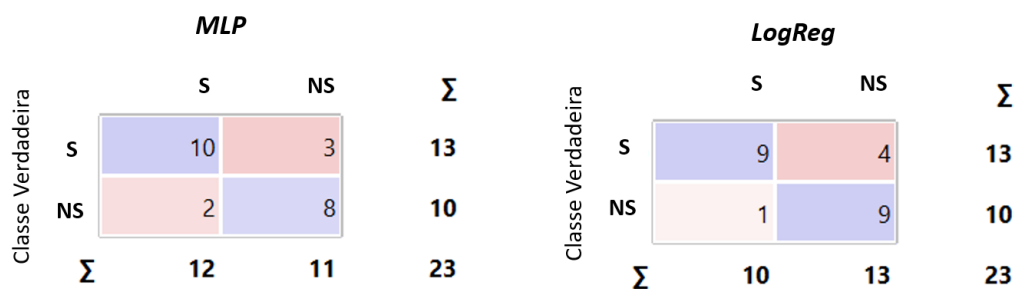 MLP
S NS Σ
Classe Verdadeira
S 10 3 13
NS 2 8 10
Σ 12 11 23
LogReg
S NS Σ
Classe Verdadeira
S 9 4 13
NS 1 9 10
Σ 10 13 23